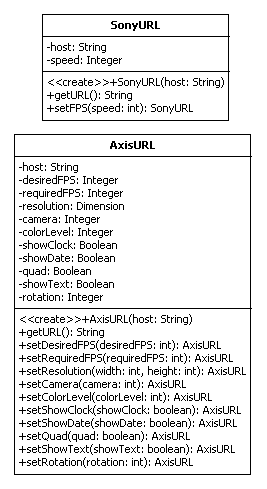 SonyURL
-host: String
-speed: Integer
<<create>>+SonyURL(host: String)
+getURL(): String
+setFPS(speed: int): SonyURL
AxisURL
-host: String
-desiredFPS: Integer
-requiredFPS: Integer
-resolution: Dimension
-camera: Integer
-colorLevel: Integer
-showClock: Boolean
-showDate: Boolean
-quad: Boolean
-showText: Boolean
-rotation: Integer
<<create>>+AxisURL(host: String)
+getURL(): String
+setDesiredFPS(desiredFPS: int): AxisURL
+setRequiredFPS(requiredFPS: int): AxisURL
+setResolution(width: int, height: int): AxisURL
+setCamera(camera: int): AxisURL
+setColorLevel(colorLevel: int): AxisURL
+setShowClock(showClock: boolean): AxisURL
+setShowDate(showDate: boolean): AxisURL
+setQuad(quad: boolean): AxisURL
+setShowText(showText: boolean): AxisURL
+setRotation(rotation: int): AxisURL